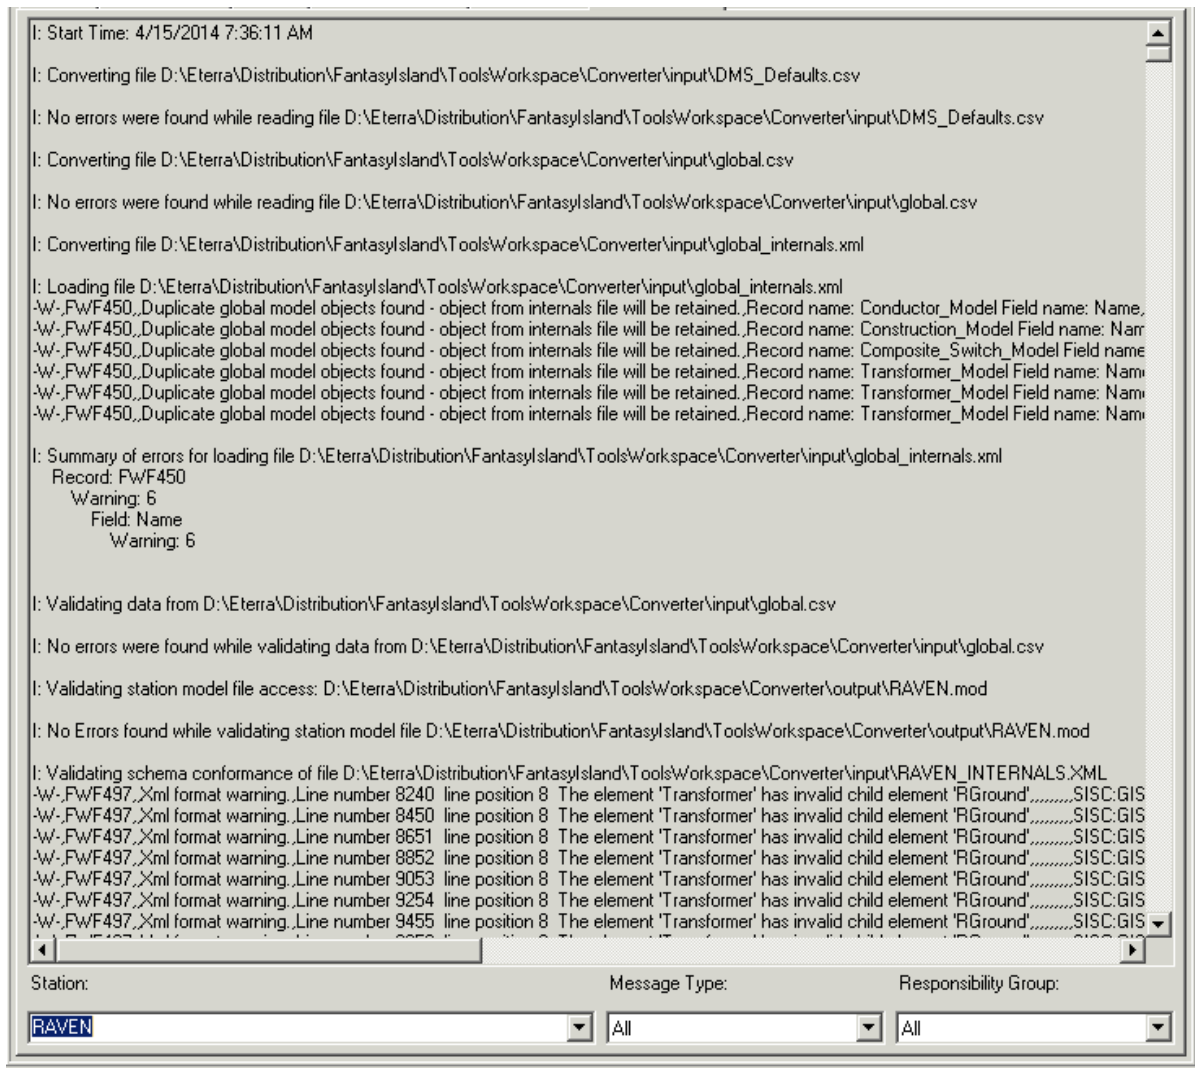 I: Start Time: 4/15/2014 7:36:11 AM
I: Converting file D:\Eterra\Distribution\FantasyIsland\ToolsWorkspace\Converter\input\DMS_Defaults.csv
I: No errors were found while reading file D:\Eterra\Distribution\FantasyIsland\ToolsWorkspace\Converter\input\DMS_Defaults.csv
I: Converting file D:\Eterra\Distribution\FantasyIsland\ToolsWorkspace\Converter\input\global.csv
I: No errors were found while reading file D:\Eterra\Distribution\FantasyIsland\ToolsWorkspace\Converter\input\global.csv
I: Converting file D:\Eterra\Distribution\FantasyIsland\ToolsWorkspace\Converter\input\global_internals.xml
I: Loading file D:\Eterra\Distribution\FantasyIsland\ToolsWorkspace\Converter\input\global_internals.xml
-W-,FWF450,,Duplicate global model objects found - object from internals file will be retained.,Record name: Conductor_Model Field name: Name,
-W-,FWF450,,Duplicate global model objects found - object from internals file will be retained.,Record name: Construction_Model Field name: Nam
-W-,FWF450,,Duplicate global model objects found - object from internals file will be retained.,Record name: Composite_Switch_Model Field name
-W-,FWF450,,Duplicate global model objects found - object from internals file will be retained.,Record name: Transformer_Model Field name: Nam
-W-,FWF450,,Duplicate global model objects found - object from internals file will be retained.,Record name: Transformer_Model Field name: Nam
-W-,FWF450,,Duplicate global model objects found - object from internals file will be retained.,Record name: Transformer_Model Field name: Nam
I: Summary of errors for loading file D:\Eterra\Distribution\FantasyIsland\ToolsWorkspace\Converter\input\global_internals.xml
Record: FWF450
Warning: 6
Field: Name
Warning: 6
I: Validating data from D:\Eterra\Distribution\FantasyIsland\ToolsWorkspace\Converter\input\global.csv
I: No errors were found while validating data from D:\Eterra\Distribution\FantasyIsland\ToolsWorkspace\Converter\input\global.csv
I: Validating station model file access: D:\Eterra\Distribution\FantasyIsland\ToolsWorkspace\Converter\output\RAVEN.mod
I: No Errors found while validating station model file D:\Eterra\Distribution\FantasyIsland\ToolsWorkspace\Converter\output\RAVEN.mod
I: Validating schema conformance of file D:\Eterra\Distribution\FantasyIsland\ToolsWorkspace\Converter\input\RAVEN_INTERNALS.XML
-W-,FWF497,,Xml format warning.,Line number 8240 line position 8 The element 'Transformer' has invalid child element 'RGround',,,,,,,,,SISC:GIS
-W-,FWF497,,Xml format warning.,Line number 8450 line position 8 The element 'Transformer' has invalid child element 'RGround',,,,,,,,,SISC:GIS
-W-,FWF497,,Xml format warning.,Line number 8651 line position 8 The element 'Transformer' has invalid child element 'RGround',,,,,,,,,SISC:GIS
-W-,FWF497,,Xml format warning.,Line number 8852 line position 8 The element 'Transformer' has invalid child element 'RGround',,,,,,,,,SISC:GIS
-W-,FWF497,,Xml format warning.,Line number 9053 line position 8 The element 'Transformer' has invalid child element 'RGround',,,,,,,,,SISC:GIS
-W-,FWF497,,Xml format warning.,Line number 9254 line position 8 The element 'Transformer' has invalid child element 'RGround',,,,,,,,,SISC:GIS
-W-,FWF497,,Xml format warning.,Line number 9455 line position 8 The element 'Transformer' has invalid child element 'RGround',,,,,,,,,SISC:GIS
Station: Message Type: Responsibility Group:
RAVEN All All